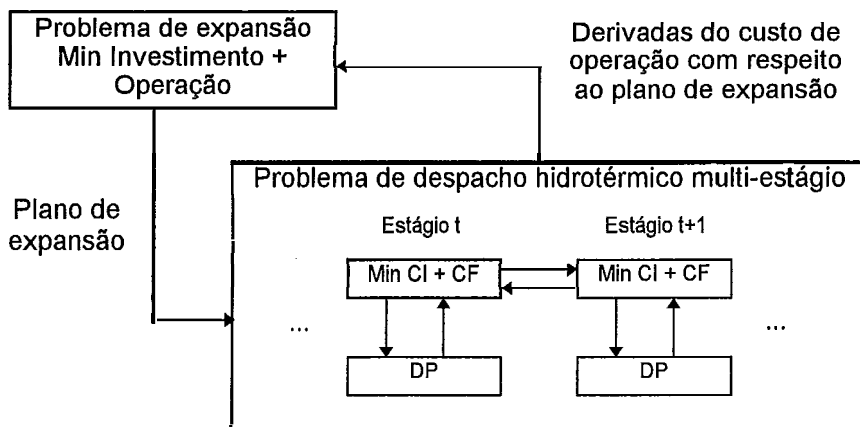 Problema de expansão
Min Investimento +
Operação
Derivadas do custo de
operação com respeito
ao plano de expansão
Plano de
expansão
Problema de despacho hidrotérmico multi-estágio
Estágio t
Estágio t+1
Min CI + CF
Min CI + CF
...
...
DP
DP